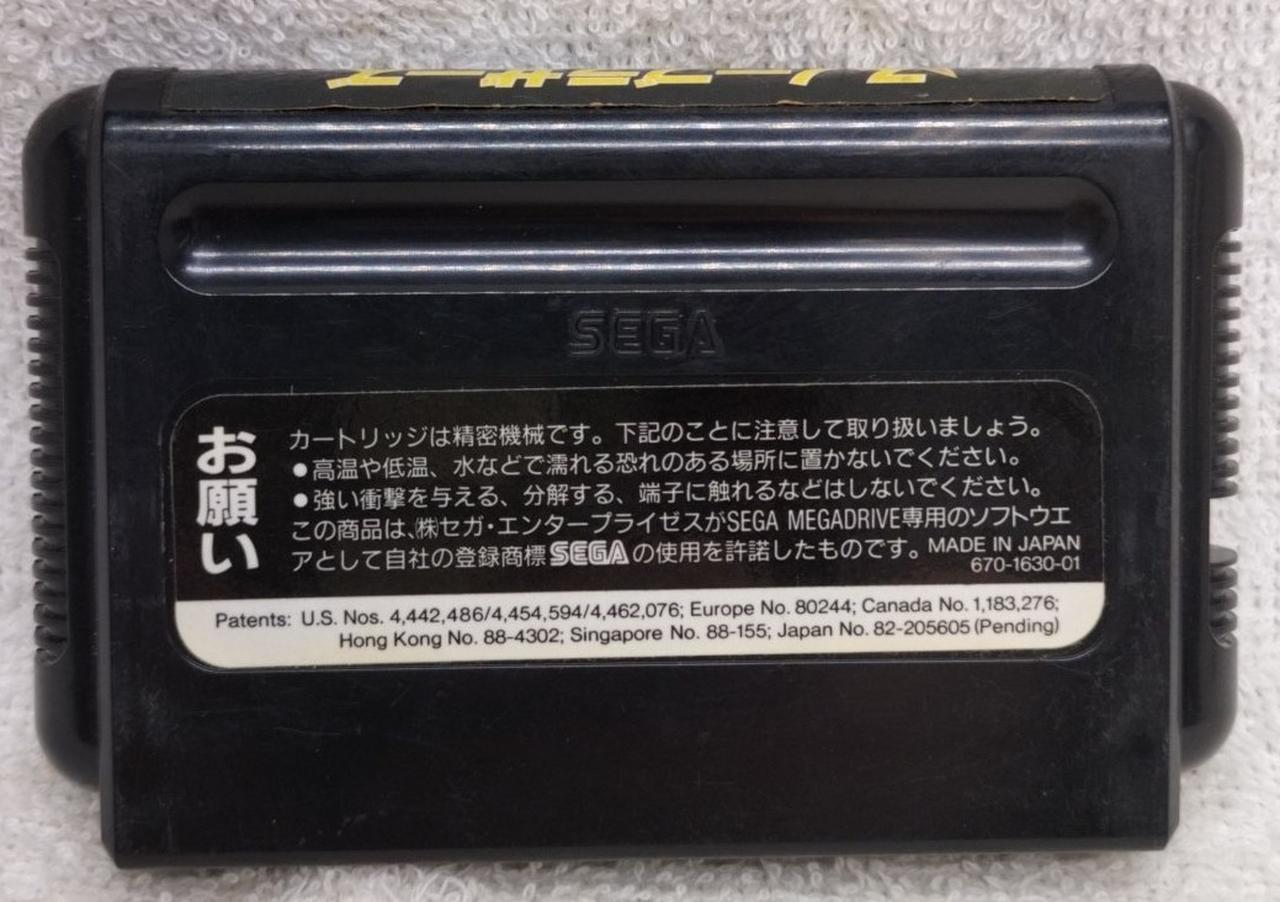 SEGA
お願い
カートリッジは精密機械です。下記のことに注意して取り扱いましょう。
●高温や低温、水などで濡れる恐れのある場所に置かないでください。
●強い衝撃を与える、分解する、端子に触れるなどはしないでください。
この商品は、㈱セガ・エンタープライゼスがSEGA MEGADRIVE専用のソフトウエ
アとして自社の登録商標SEGAの使用を許諾したものです。MADE IN JAPAN
670-1630-01
Patents: U.S. Nos. 4,442,486/4,454,594/4,462,076; Europe No. 80244; Canada No. 1,183,276;
Hong Kong No. 88-4302; Singapore No. 88-155; Japan No. 82-205605 (Pending)